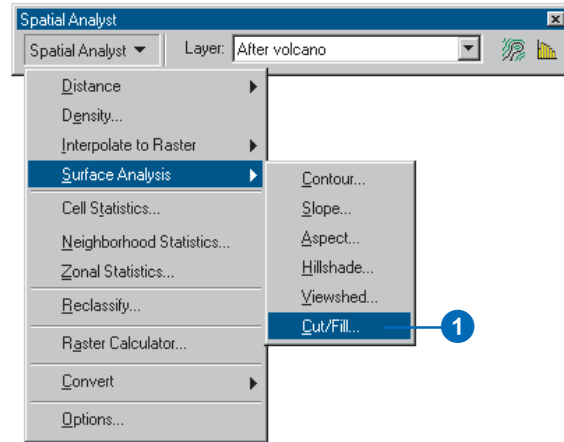 Spatial Analyst
Spatial Analyst Layer: After volcano
Distance
Density...
Interpolate to Raster
Surface Analysis
Cell Statistics...
Neighborhood Statistics...
Zonal Statistics...
Reclassify...
Raster Calculator...
Convert
Options...
Contour...
Slope...
Aspect...
Hillshade...
Viewshed...
Cut/Fill...
1